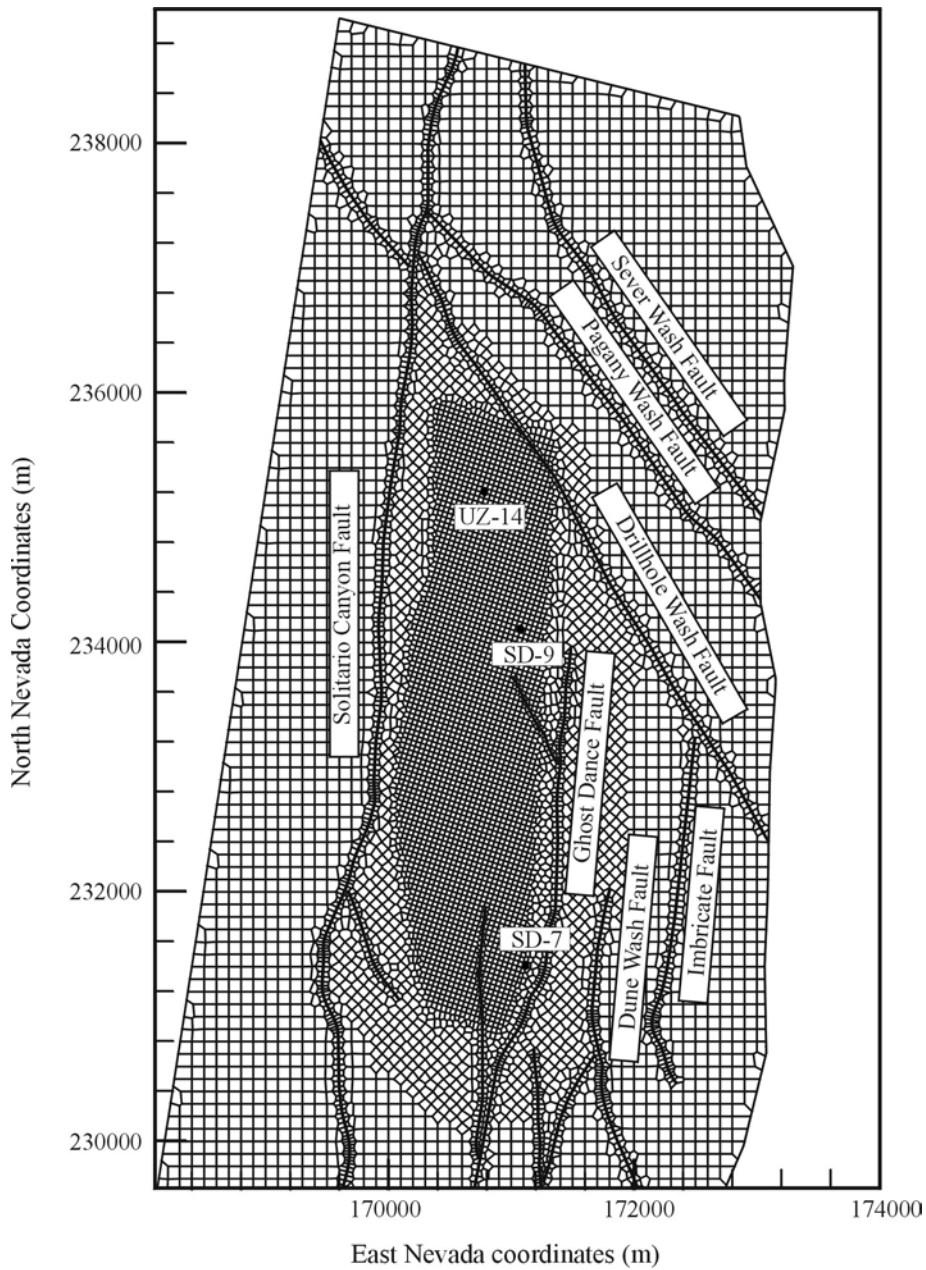 238000
236000
234000
232000
230000
North Nevada Coordinates (m)
Sever Wash Fault
Pagany Wash Fault
Drillhole Wash Fault
Solitario Canyon Fault
UZ-14
SD-9
Ghost Dance Fault
SD-7
Dune Wash Fault
Imbricate Fault
170000
172000
174000
East Nevada coordinates (m)